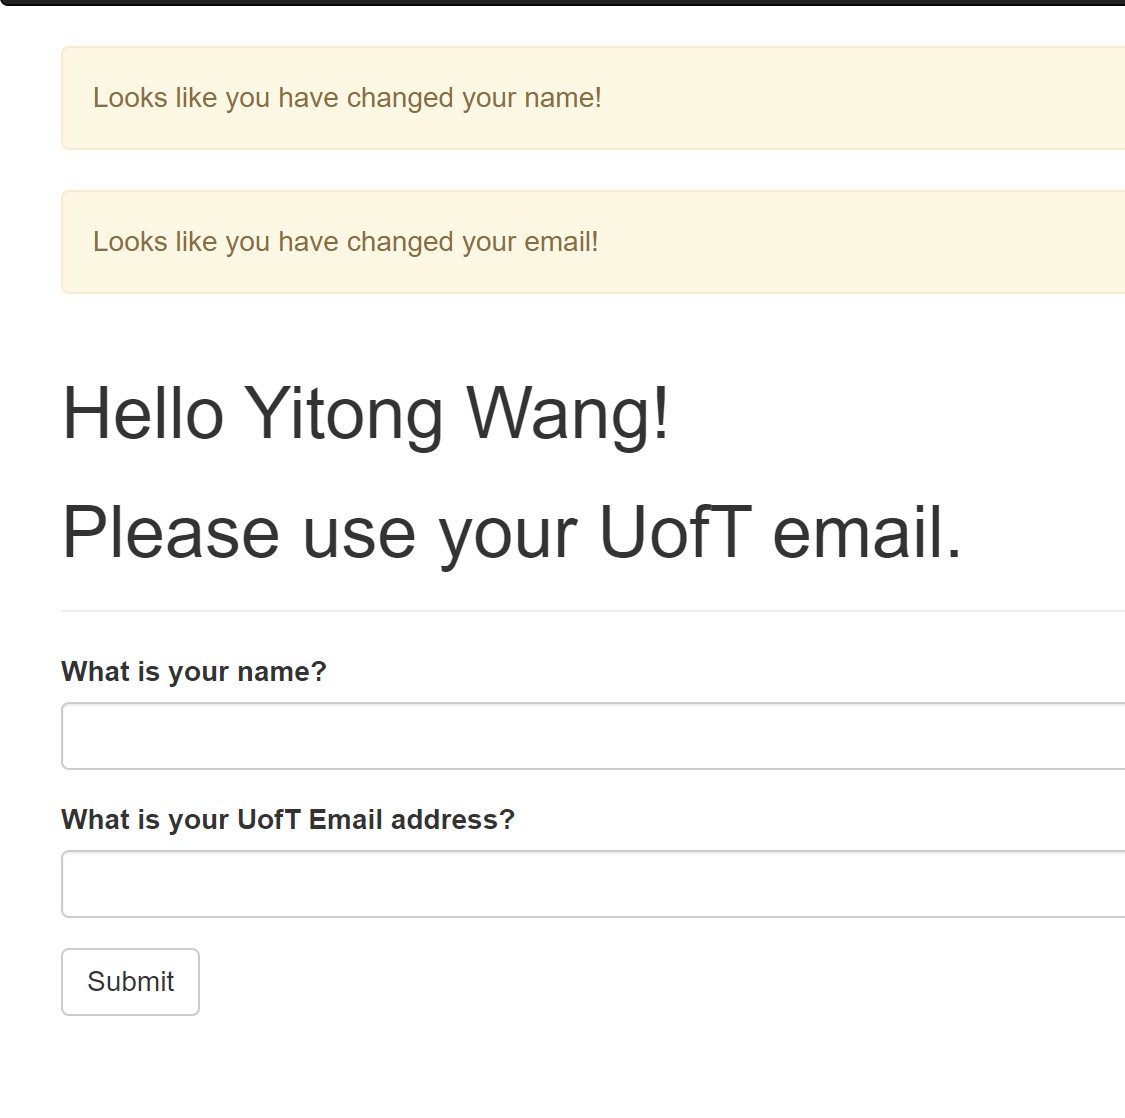 Looks like you have changed your name!
Looks like you have changed your email!
Hello Yitong Wang!
Please use your UofT email.
What is your name?
What is your UofT Email address?
Submit